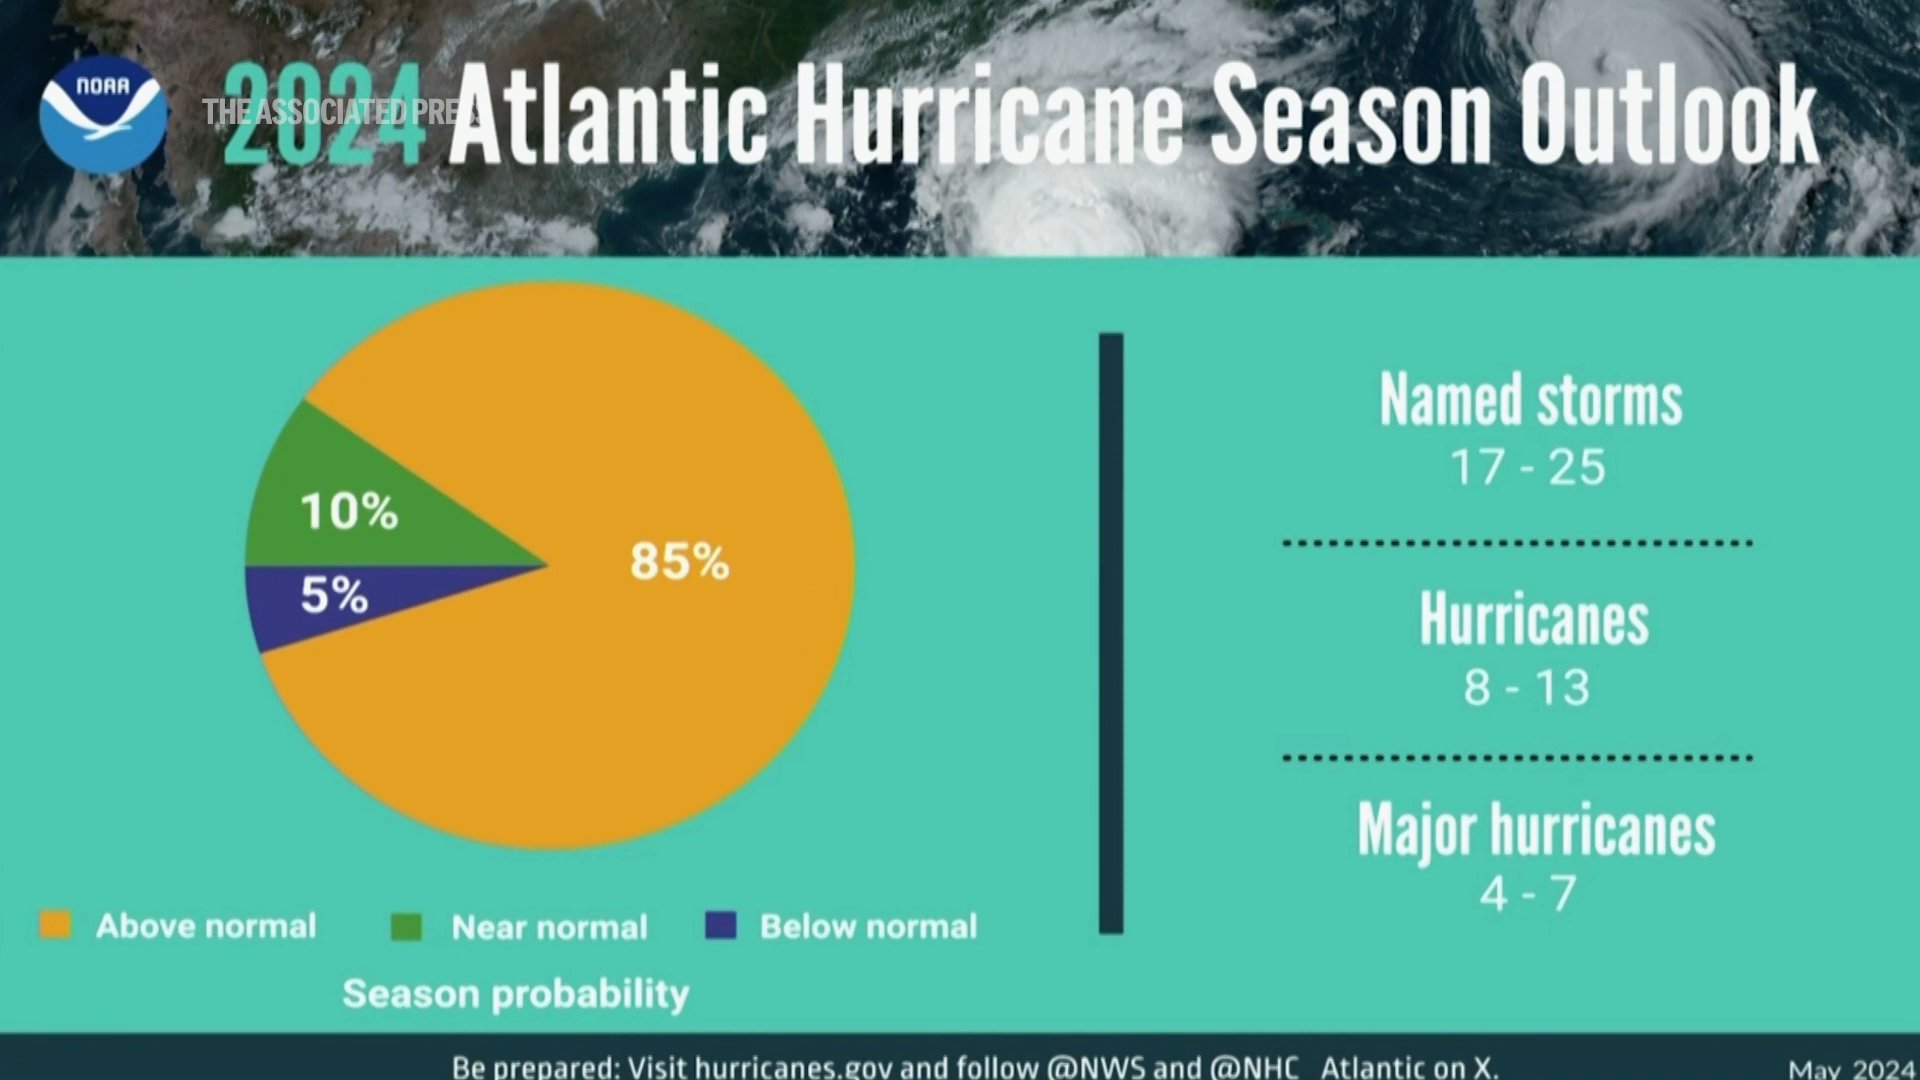 NOAA
THE ASSOCIATED PRESS
2024 Atlantic Hurricane Season Outlook
10%
5%
85%
Above normal
Near normal
Below normal
Season probability
Named storms
17 - 25
Hurricanes
8 - 13
Major hurricanes
4 - 7
Be prepared: Visit hurricanes.gov and follow @NWS and @NHC_Atlantic on X.
May 2024